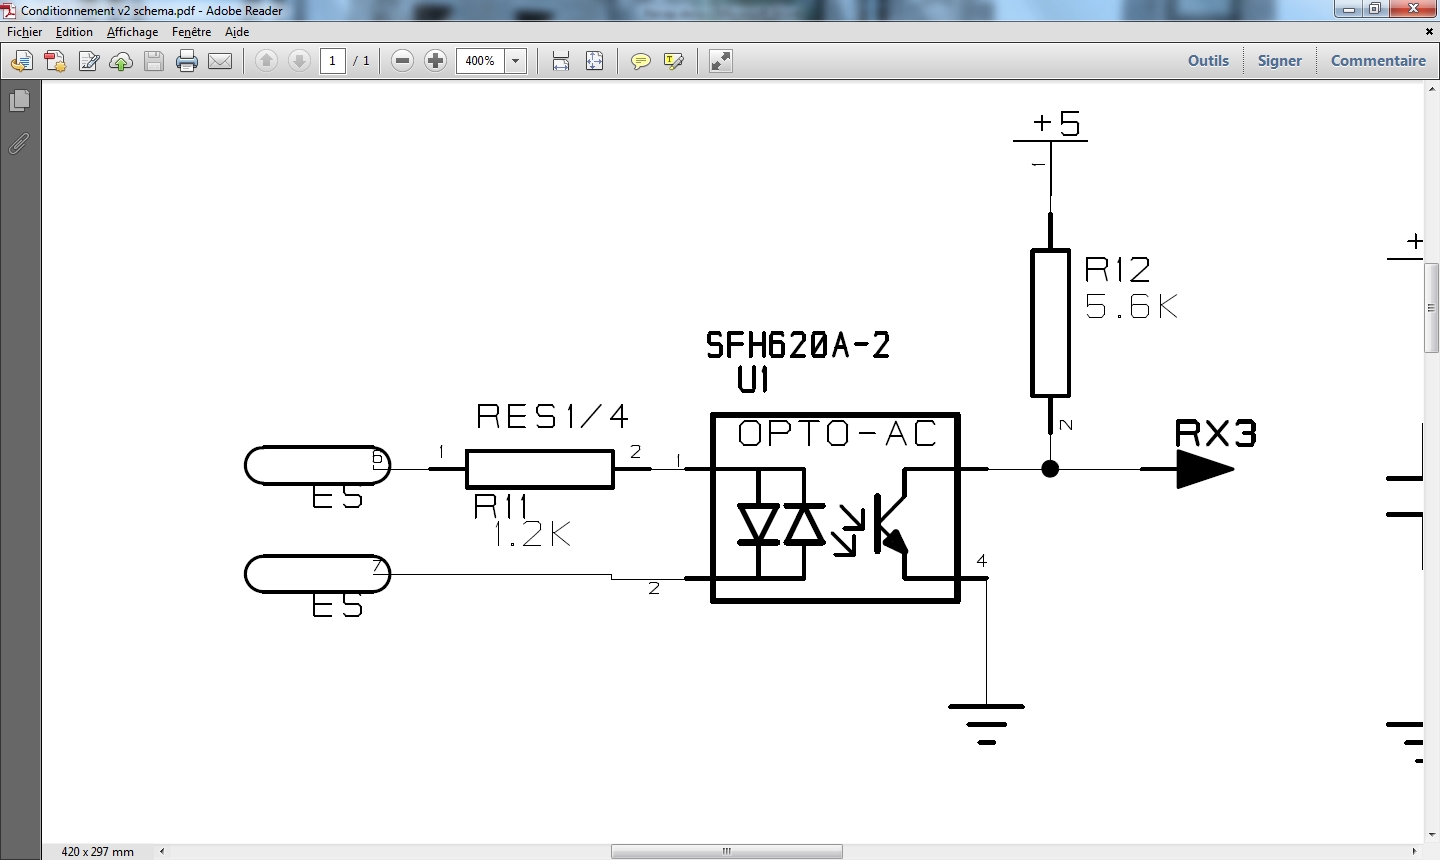 Conditionnement v2 schema.pdf - Adobe Reader
Fichier Edition Affichage Fenêtre Aide
1 / 1 400% Outils Signer Commentaire
+5
1
+
R12
5.6K
SFH620A-2
U1
RES1/4
OPTO-AC
2
RX3
6 1 2 1
ES
R11
1.2K
7 2 4
ES
420 x 297 mm